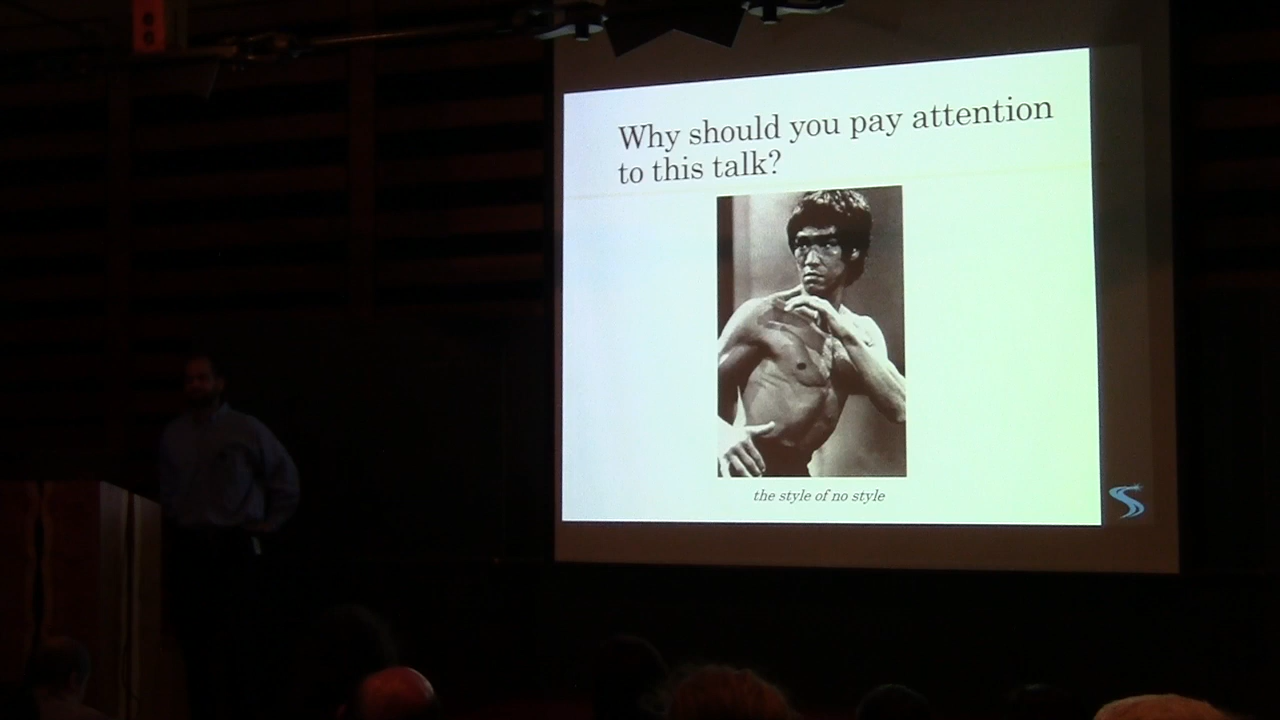 Why should you pay attention
to this talk?
the style of no style